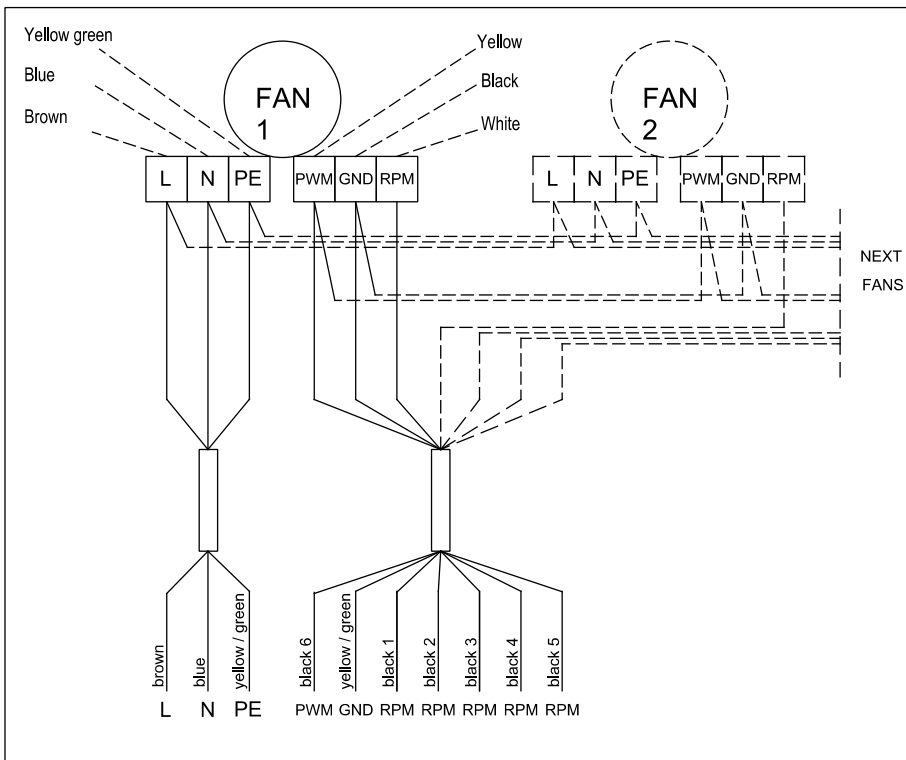 Yellow green
Blue
Brown
FAN
1
Yellow
Black
White
FAN
2
L N PE PWM GND RPM
L N PE PWM GND RPM
NEXT
FANS
brown
blue
yellow / green
black 6
yellow / green
black 1
black 2
black 3
black 4
black 5
L N PE PWM GND RPM RPM RPM RPM RPM